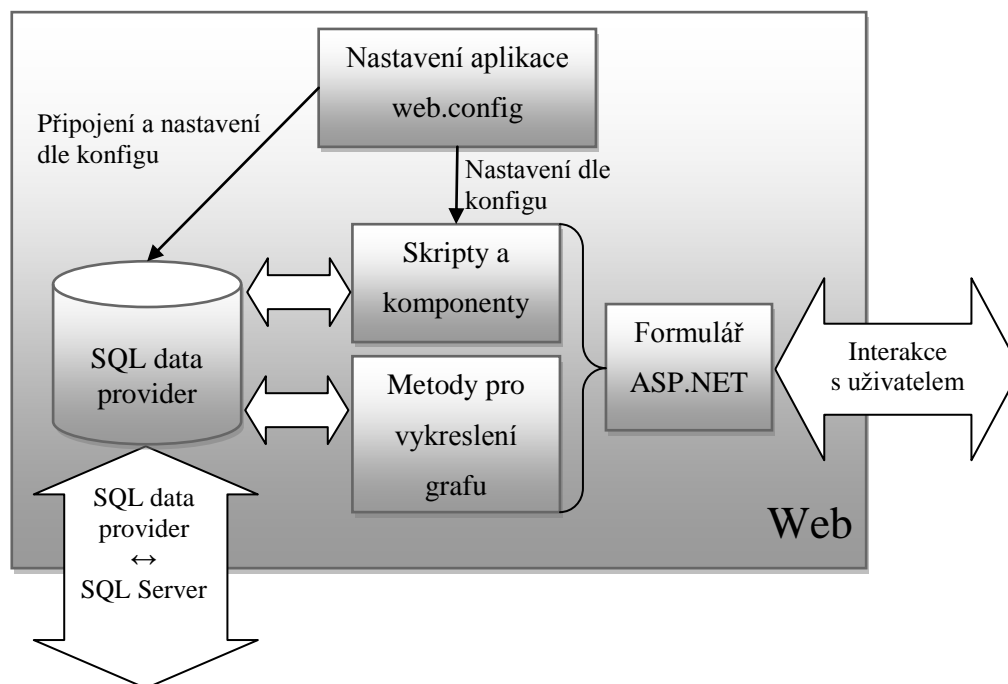 Nastavení aplikace
web.config
Připojení a nastavení
dle konfigu
Nastavení dle
konfigu
Skripty a
komponenty
SQL data
provider
Metody pro
vykreslení
grafu
Formulář
ASP.NET
Interakce
s uživatelem
SQL data
provider
↔
SQL Server
Web